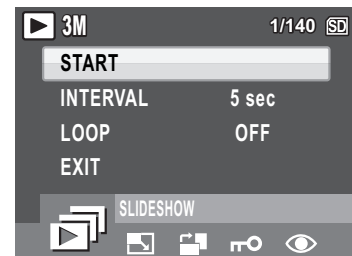 3M 1/140 SD
START
INTERVAL 5 sec
LOOP OFF
EXIT
SLIDESHOW